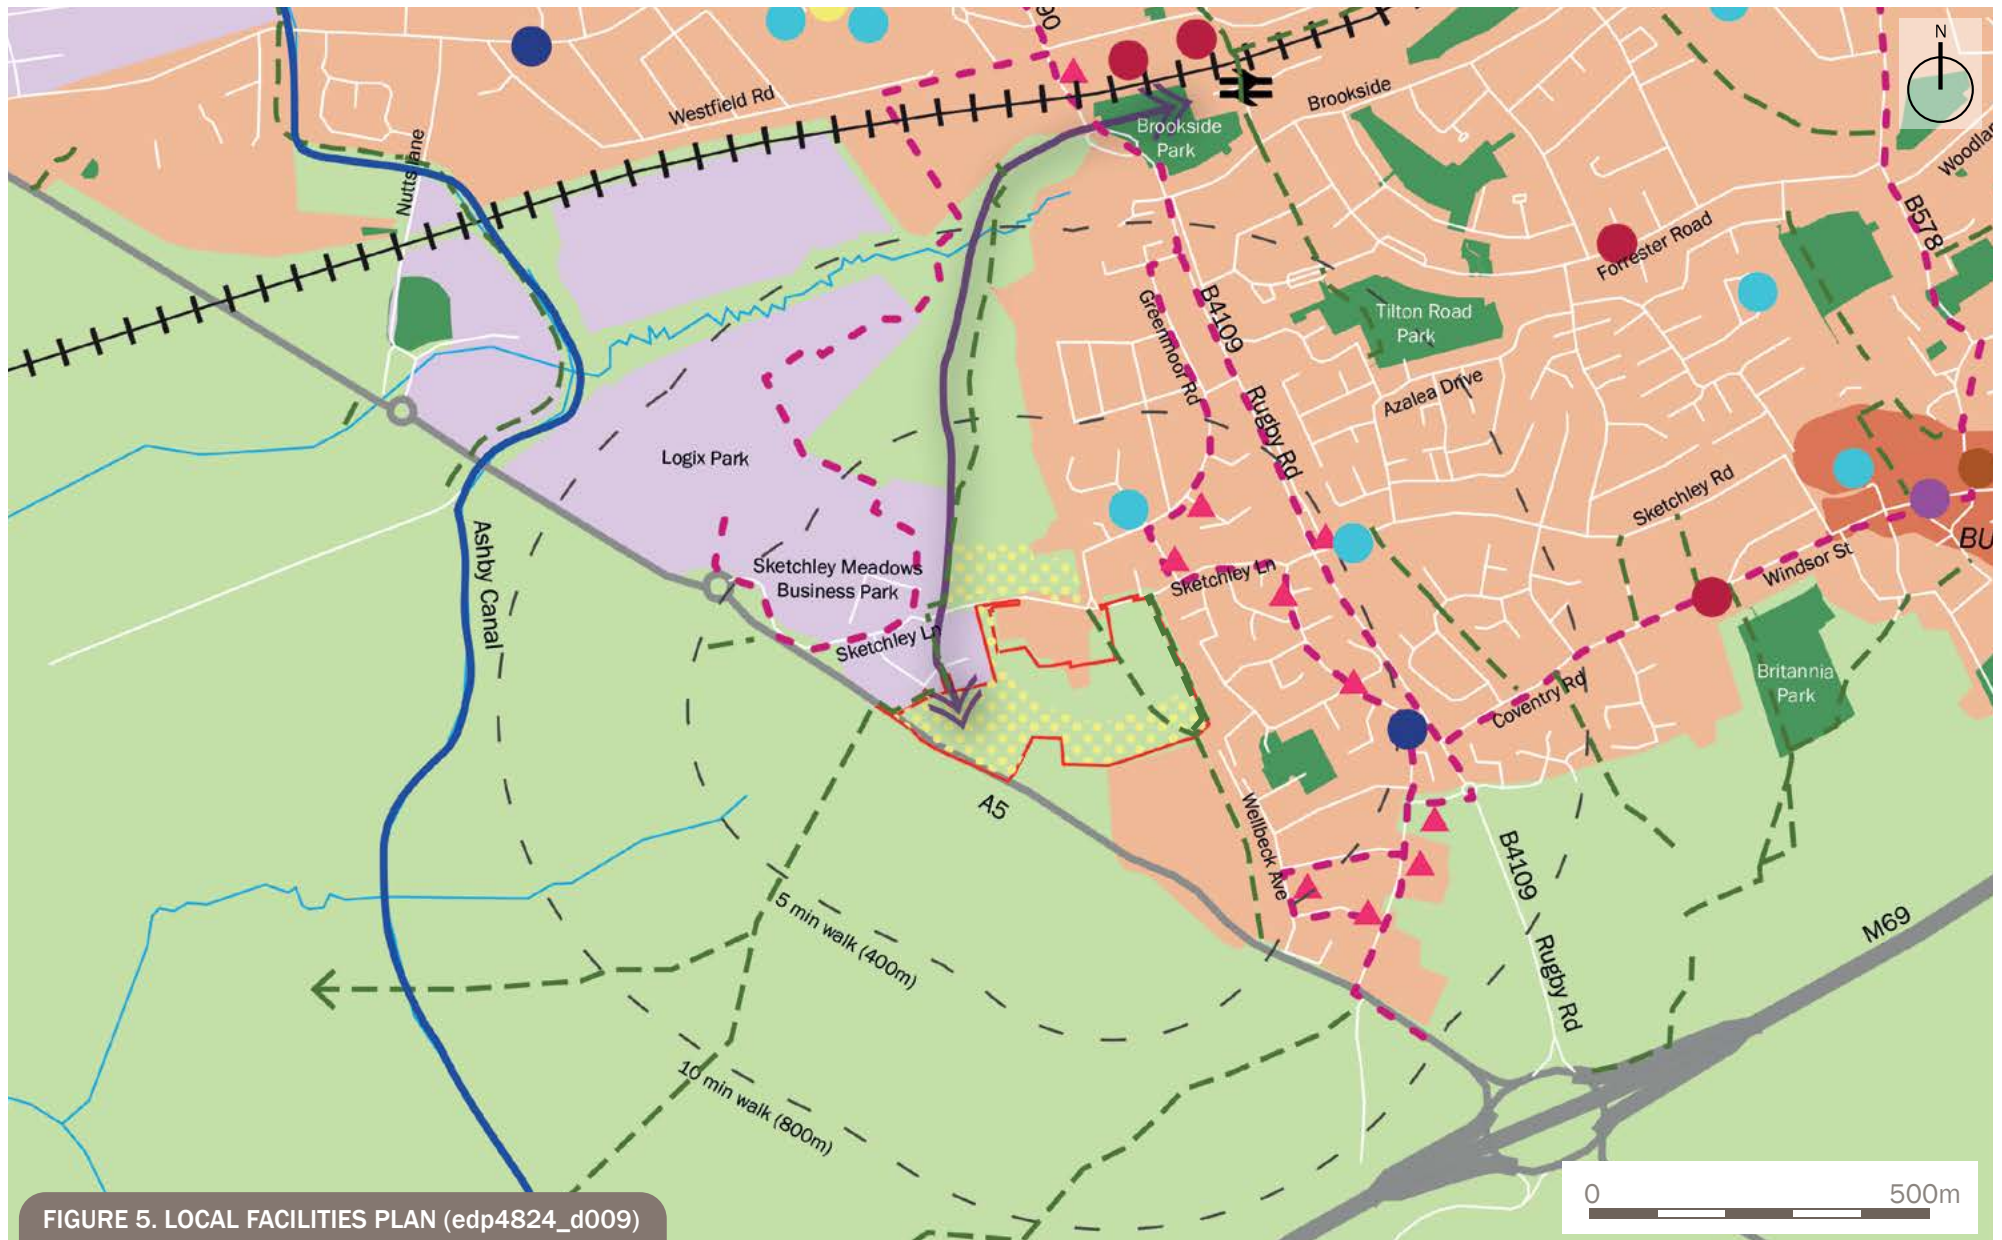 90
N
Westfield Rd
Nutts lane
Brookside
Brookside
Park
Woodlan
B578
Forrester Road
Greenmoor Rd
B4109
Tilton Road
Park
Azalea Drive
Rugby Rd
Logix Park
Sketchley Rd
Ashby Canal
Sketchley Meadows
Business Park
Sketchley Ln
Windsor St
BU
Sketchley Ln
Britannia
Park
Coventry Rd
A5
Wellbeck Ave
B4109
5 min walk (400m)
M69
Rugby Rd
10 min walk (800m)
0 500m
FIGURE 5. LOCAL FACILITIES PLAN (edp4824_d009)